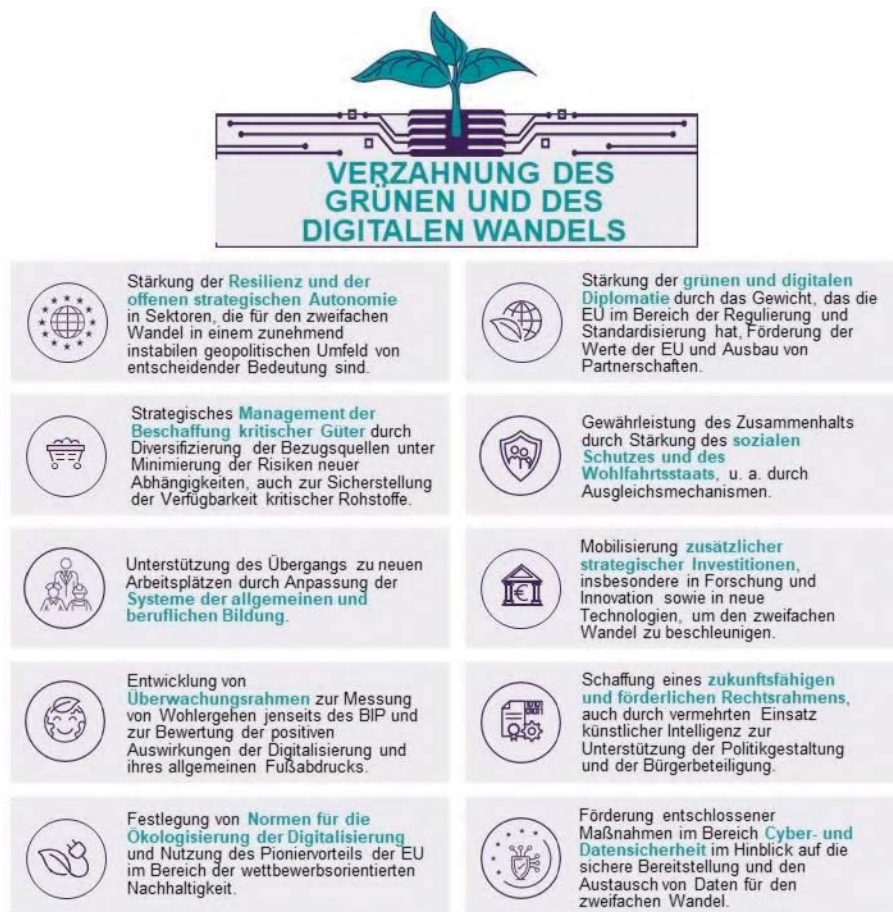 VERZAHNUNG DES
GRÜNEN UND DES
DIGITALEN WANDELS
Stärkung der Resilienz und der
offenen strategischen Autonomie
in Sektoren, die für den zweifachen
Wandel in einem zunehmend
instabilen geopolitischen Umfeld von
entscheidender Bedeutung sind.
Stärkung der grünen und digitalen
Diplomatie durch das Gewicht, das die
EU im Bereich der Regulierung und
Standardisierung hat, Förderung der
Werte der EU und Ausbau von
Partnerschaften.
Strategisches Management der
Beschaffung kritischer Güter durch
Diversifizierung der Bezugsquellen unter
Minimierung der Risiken neuer
Abhängigkeiten, auch zur Sicherstellung
der Verfügbarkeit kritischer Rohstoffe.
Gewährleistung des Zusammenhalts
durch Stärkung des sozialen
Schutzes und des
Wohlfahrtsstaats, u. a. durch
Ausgleichsmechanismen.
Unterstützung des Übergangs zu neuen
Arbeitsplätzen durch Anpassung der
Systeme der allgemeinen und
beruflichen Bildung.
Mobilisierung zusätzlicher
strategischer Investitionen,
insbesondere in Forschung und
Innovation sowie in neue
Technologien, um den zweifachen
Wandel zu beschleunigen.
Entwicklung von
Überwachungsrahmen zur Messung
von Wohlergehen jenseits des BIP und
zur Bewertung der positiven
Auswirkungen der Digitalisierung und
ihres allgemeinen Fußabdrucks.
Schaffung eines zukunftsfähigen
und förderlichen Rechtsrahmens,
auch durch vermehrten Einsatz
künstlicher Intelligenz zur
Unterstützung der Politikgestaltung
und der Bürgerbeteiligung.
Festlegung von Normen für die
Ökologisierung der Digitalisierung
und Nutzung des Pioniervorteils der EU
im Bereich der wettbewerbsorientierten
Nachhaltigkeit.
Förderung entschlossener
Maßnahmen im Bereich Cyber- und
Datensicherheit im Hinblick auf die
sichere Bereitstellung und den
Austausch von Daten für den
zweifachen Wandel.